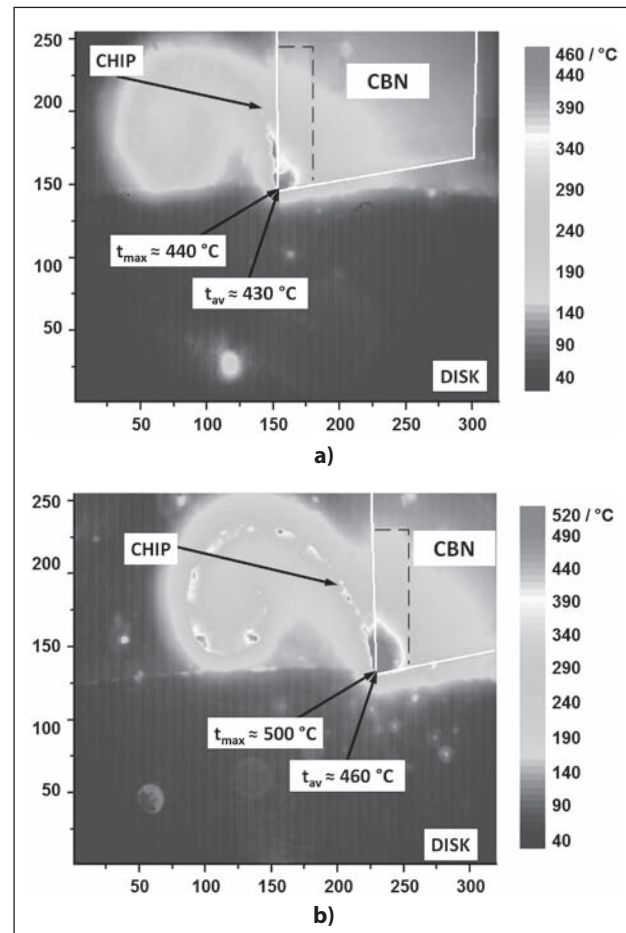 250
200
150
100
50
50 100 150 200 250 300
CHIP
CBN
t_max ≈ 440 °C
t_av ≈ 430 °C
DISK
460 / °C
440
390
340
290
240
190
140
90
40
a)
250
200
150
100
50
50 100 150 200 250 300
CHIP
CBN
t_max ≈ 500 °C
t_av ≈ 460 °C
DISK
520 / °C
490
440
390
340
290
240
190
140
90
40
b)